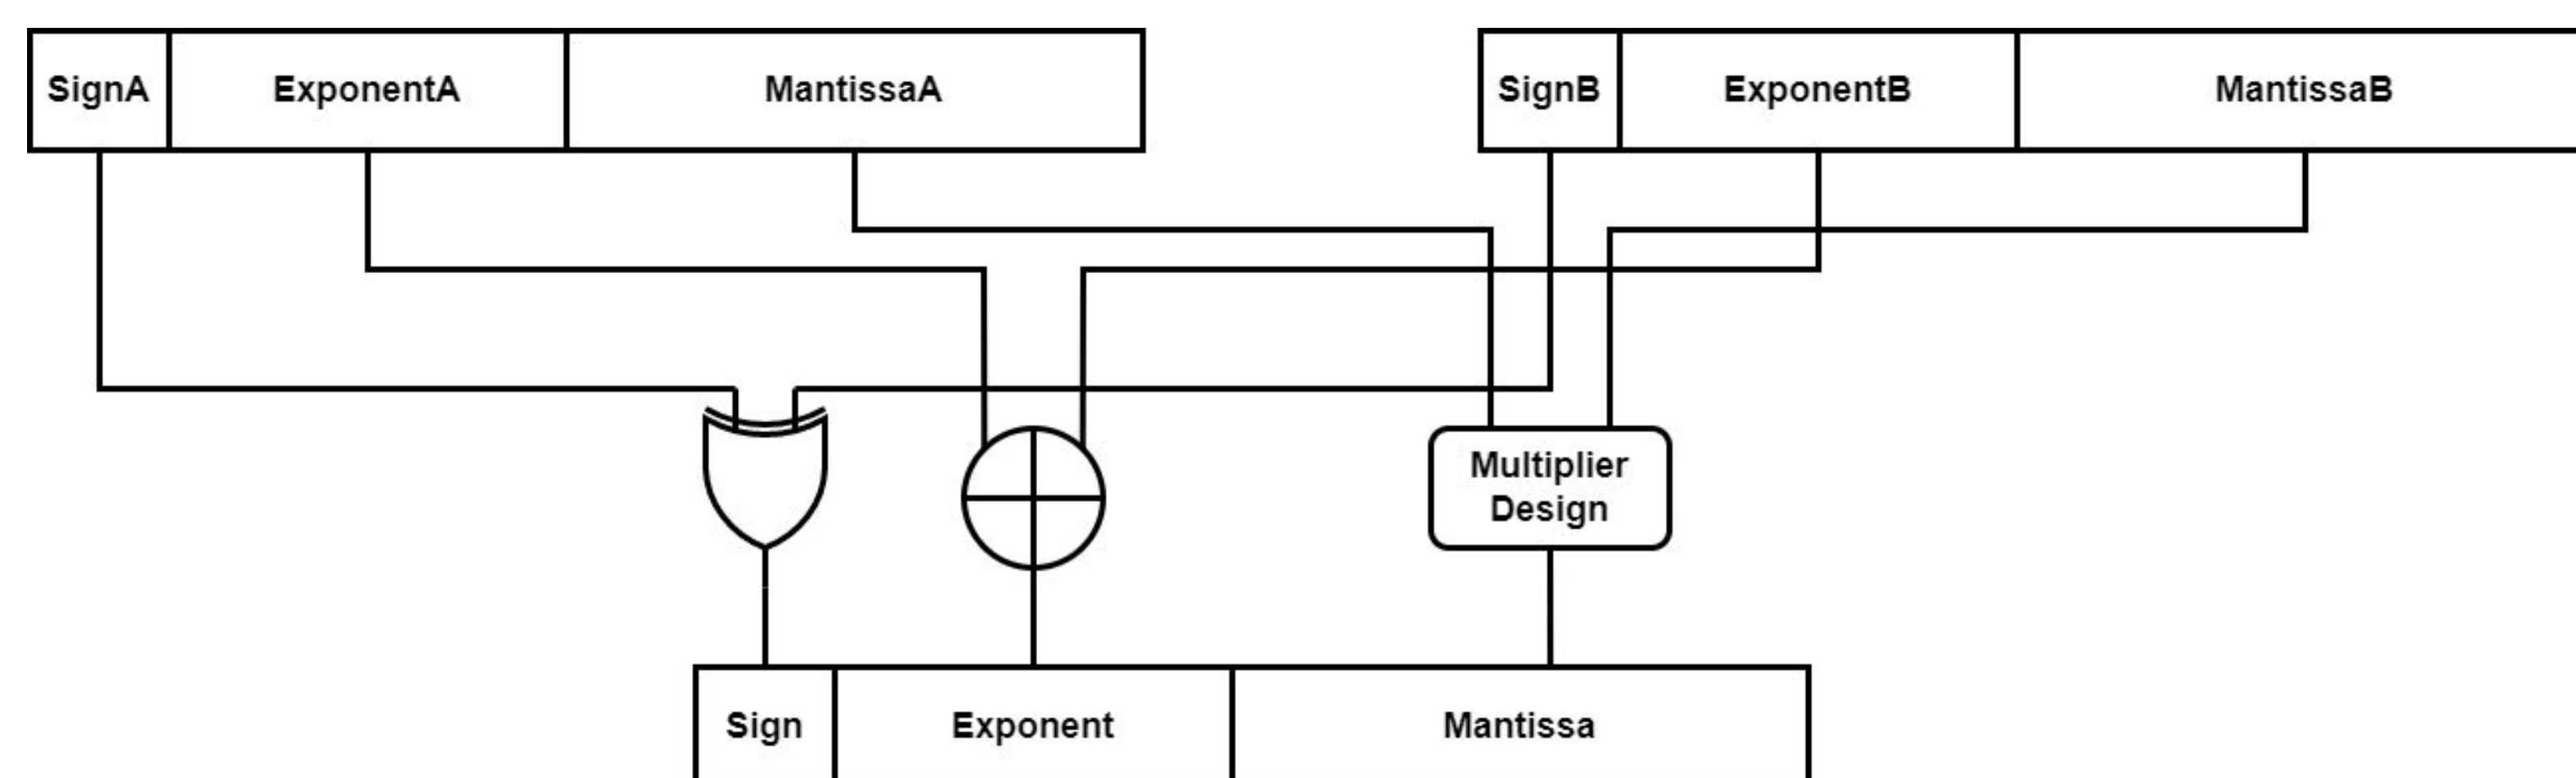 SignA ExponentA MantissaA SignB ExponentB MantissaB
Multiplier
Design
Sign Exponent Mantissa